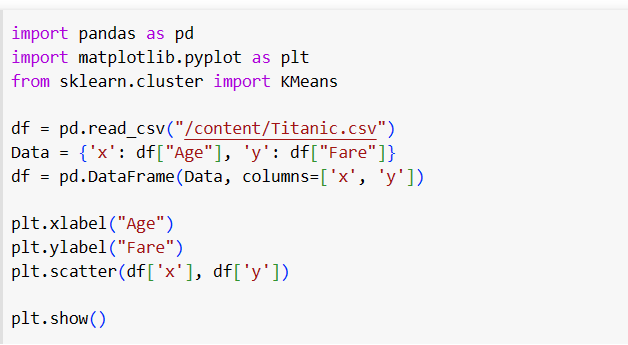 import pandas as pd
import matplotlib.pyplot as plt
from sklearn.cluster import KMeans
df = pd.read_csv("/content/Titanic.csv")
Data = {'x': df["Age"], 'y': df["Fare"]}
df = pd.DataFrame(Data, columns=['x', 'y'])
plt.xlabel("Age")
plt.ylabel("Fare")
plt.scatter(df['x'], df['y'])
plt.show()